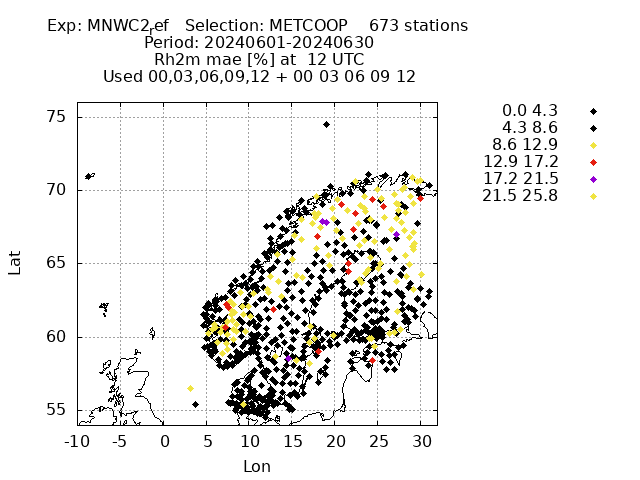 Exp: MNWC2ref Selection: METCOOP 673 stations
Period: 20240601-20240630
Rh2m mae [%] at 12 UTC
Used 00,03,06,09,12 + 00 03 06 09 12
0.0 4.3
4.3 8.6
8.6 12.9
12.9 17.2
17.2 21.5
21.5 25.8
75
70
65
60
55
Lat
-10 -5 0 5 10 15 20 25 30
Lon